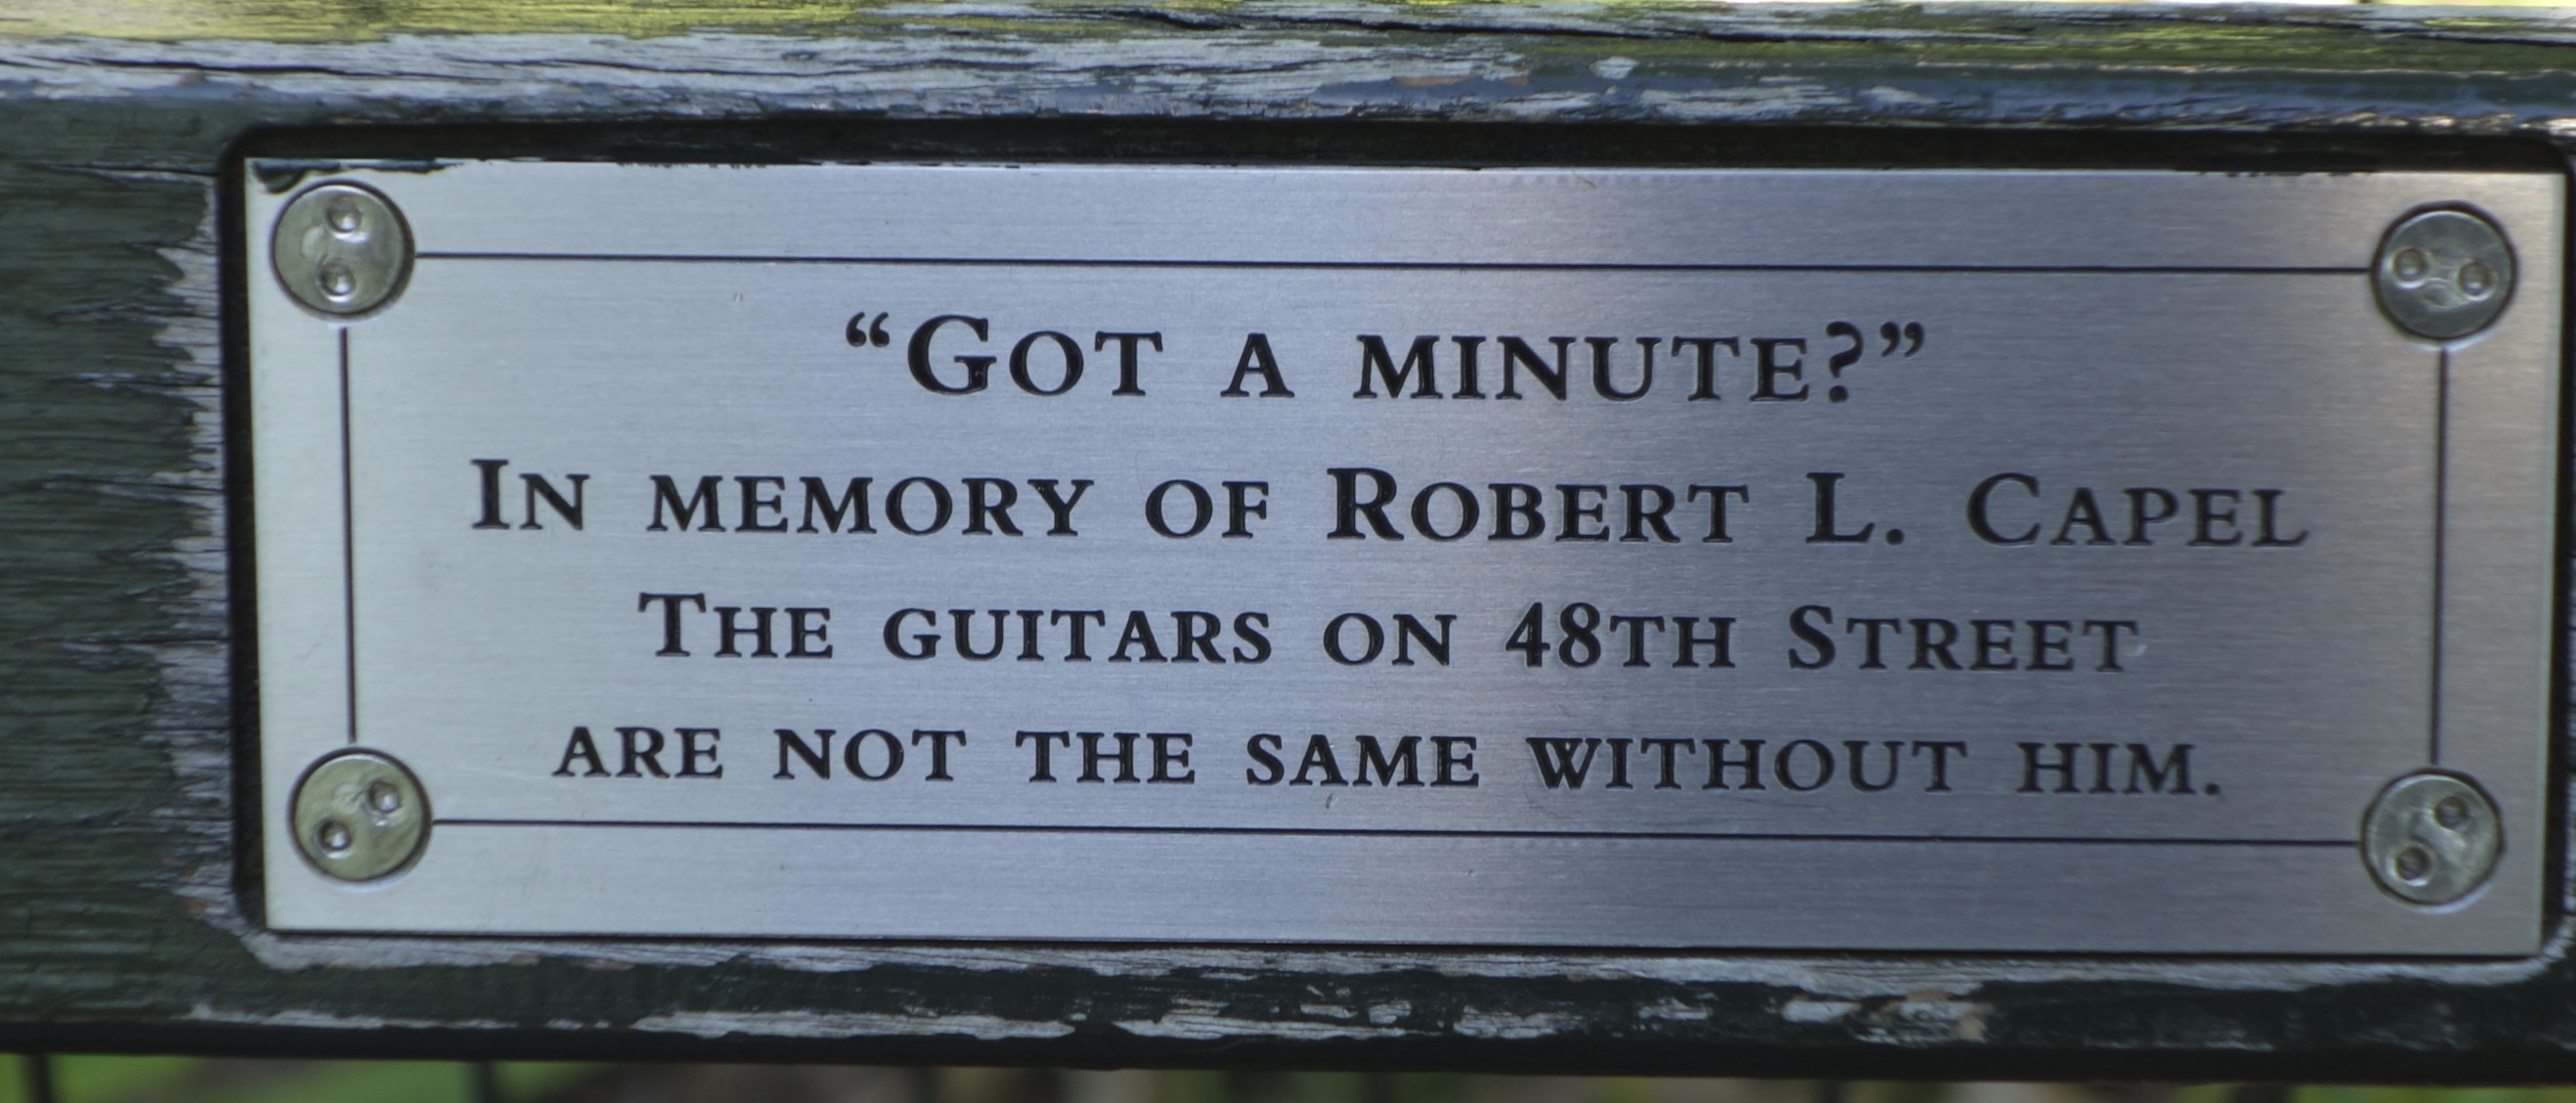 “Got a minute?”
In memory of Robert L. Capel
The guitars on 48th Street
are not the same without him.